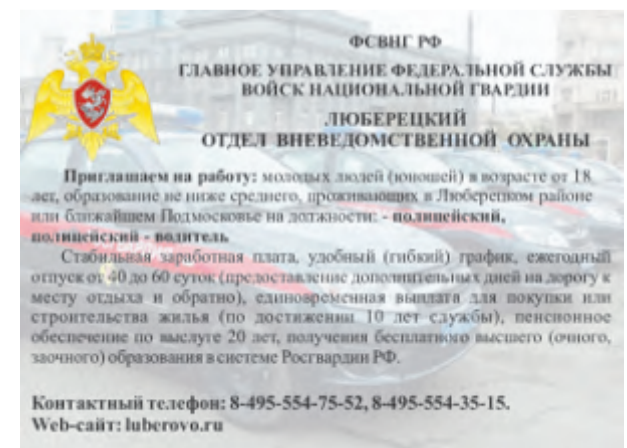 ФСВНГ РФ
ГЛАВНОЕ УПРАВЛЕНИЕ ФЕДЕРАЛЬНОЙ СЛУЖБЫ
ВОЙСК НАЦИОНАЛЬНОЙ ГВАРДИИ
ЛЮБЕРЕЦКИЙ
ОТДЕЛ ВНЕВЕДОМСТВЕННОЙ ОХРАНЫ
Приглашаем на работу: молодых людей (юношей) в возрасте от 18
лет, образование не ниже среднего, проживающих в Люберецком районе
или ближайшем Подмосковье на должности: - полицейский,
полицейский - водитель
Стабильная заработная плата, удобный (гибкий) график, ежегодный
отпуск от 40 до 60 суток (предоставление дополнительных дней на дорогу к
месту отдыха и обратно), единовременная выплата для покупки или
строительства жилья (по достижении 10 лет службы), пенсионное
обеспечение по выслуге 20 лет, получения бесплатного высшего (очного,
заочного) образования в системе Росгвардии РФ.
Контактный телефон: 8-495-554-75-52, 8-495-554-35-15.
Web-сайт: luberovo.ru